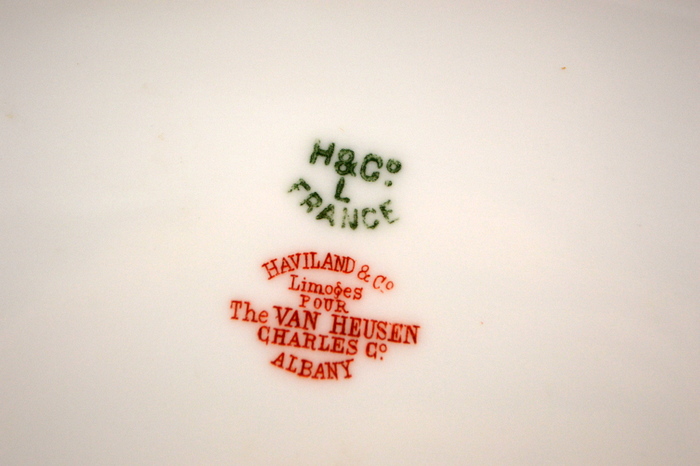 H&Co.
L
FRANCE
HAVILAND & Co.
Limoges
POUR
The VAN HEUSEN
CHARLES Co.
ALBANY